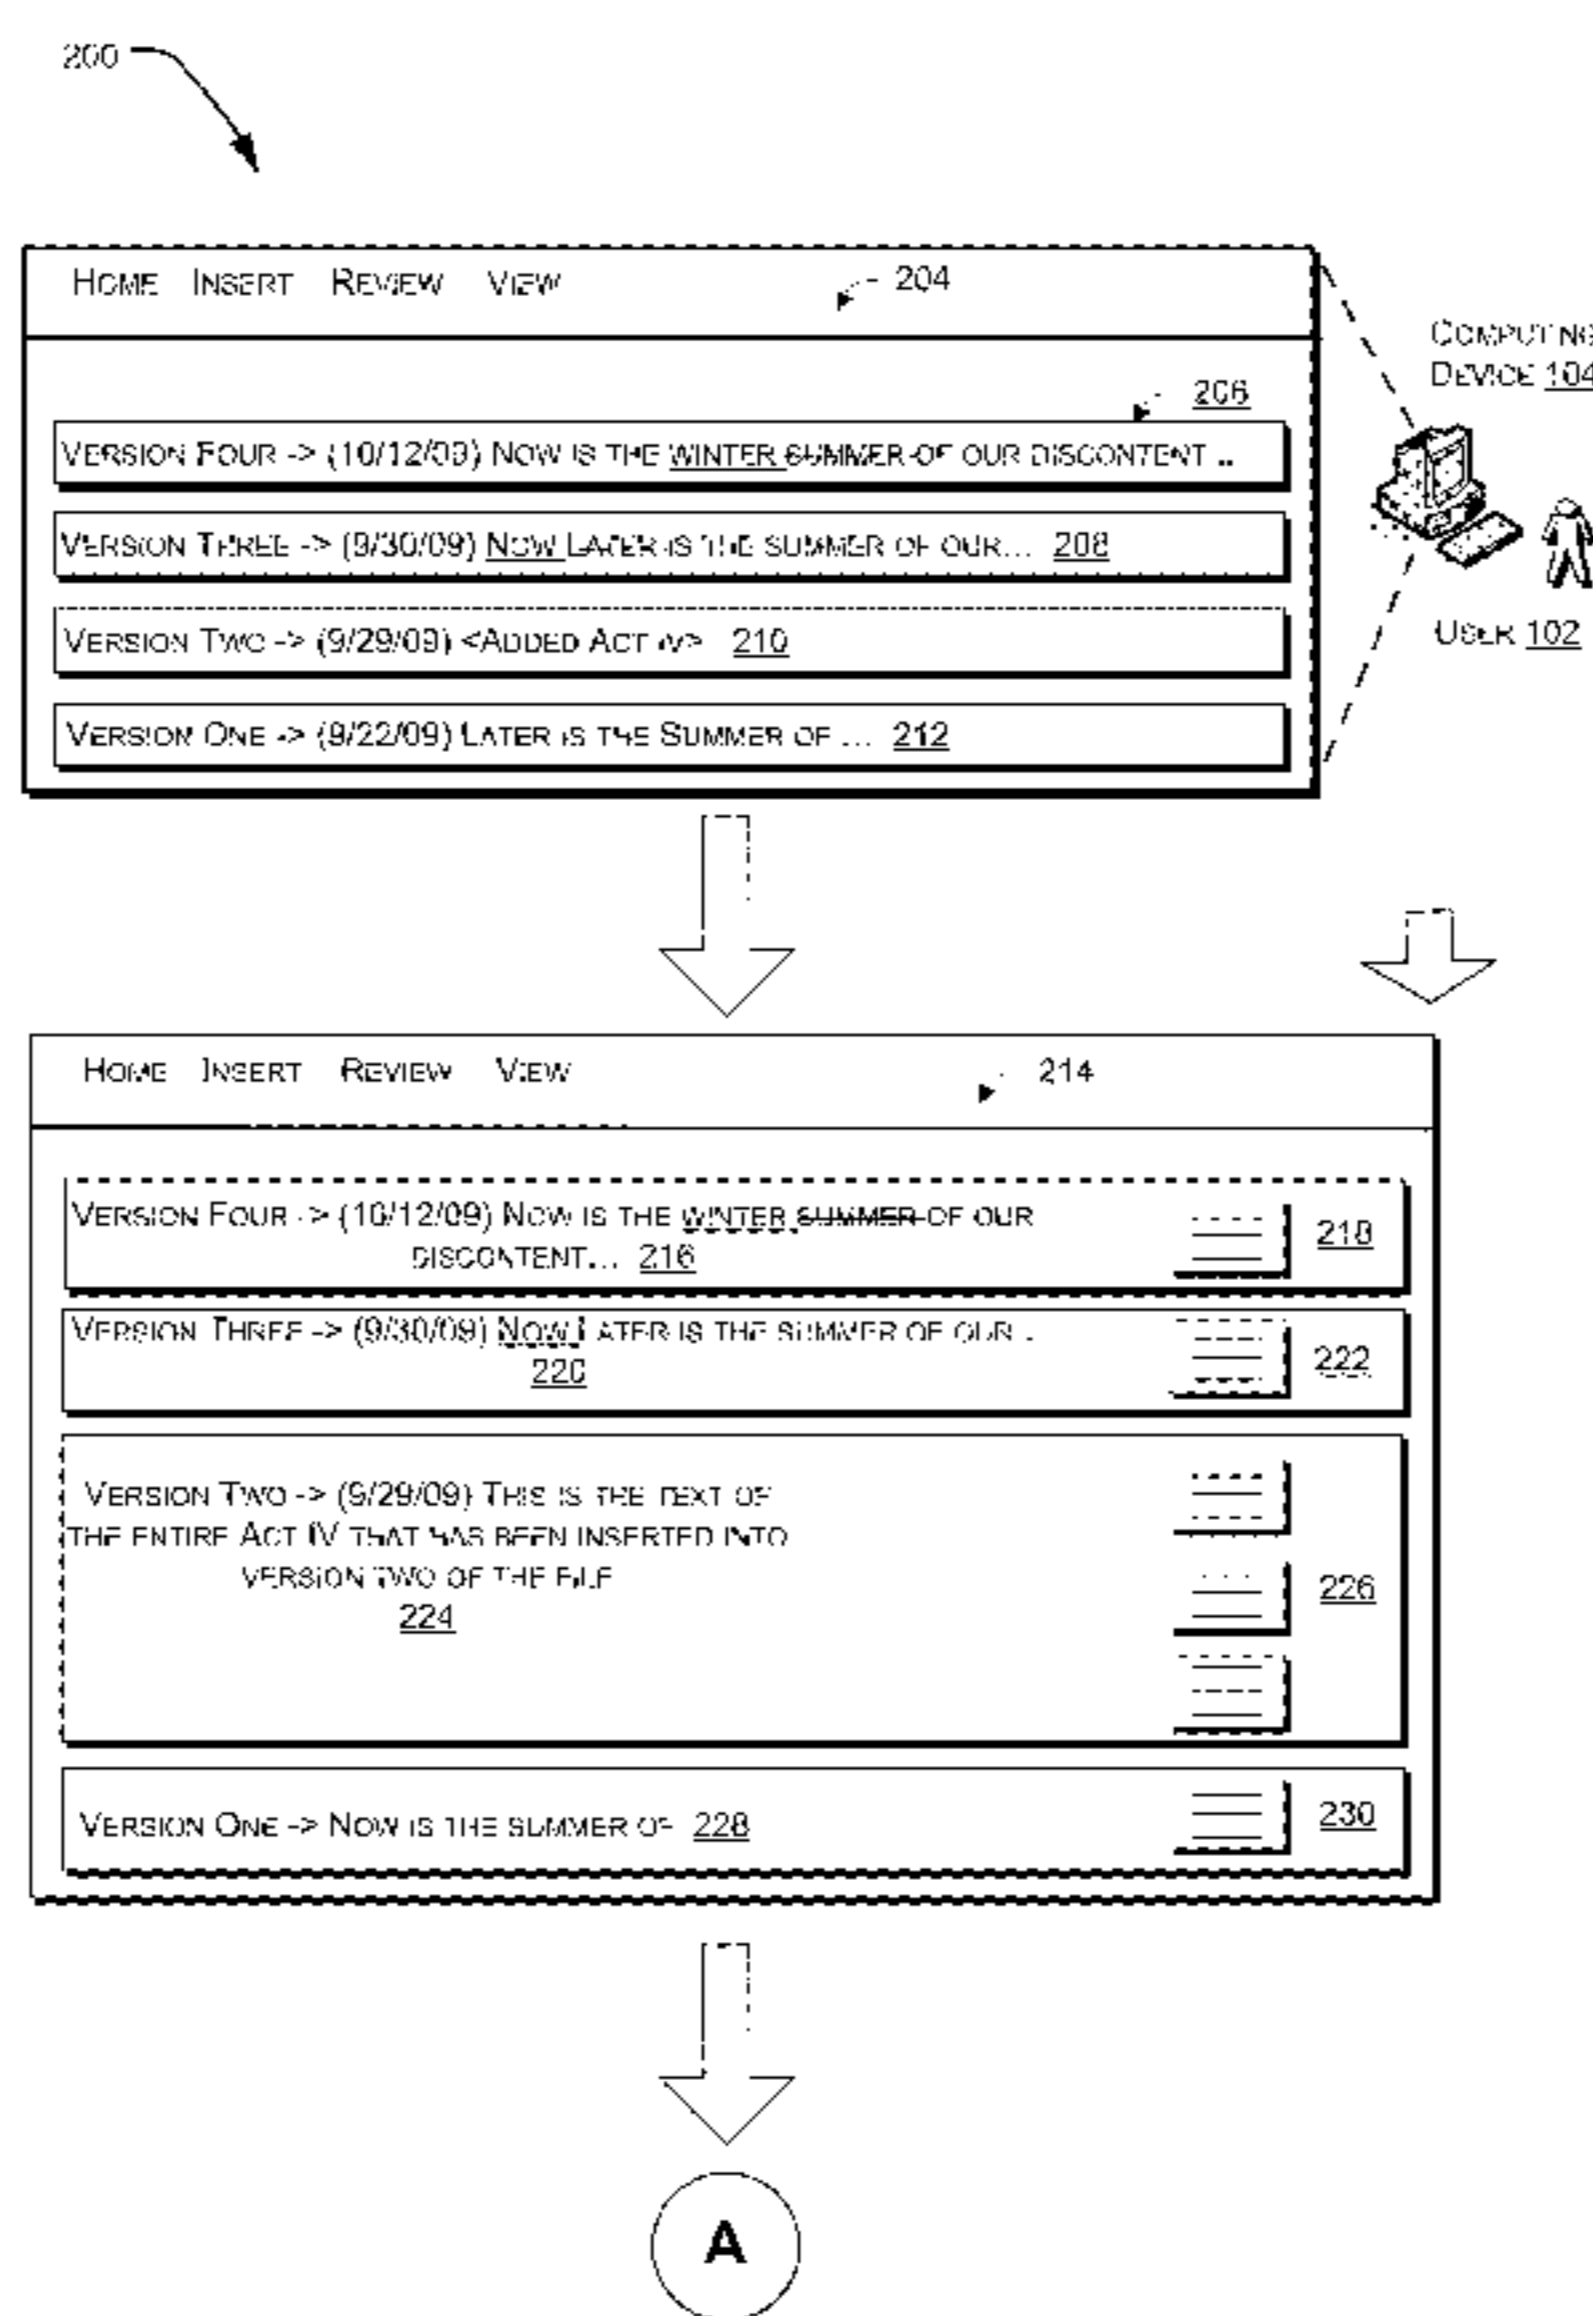 200
HOME INSERT REVIEW VIEW 204
COMPUTING
DEVICE 104
206
VERSION FOUR -> (10/12/09) NOW IS THE WINTER SUMMER OF OUR DISCONTENT ..
VERSION THREE -> (9/30/09) NOW LATER IS THE SUMMER OF OUR... 208
VERSION TWO -> (9/29/09) <ADDED ACT IV> 210
USER 102
VERSION ONE -> (9/22/09) LATER IS THE SUMMER OF ... 212
HOME INSERT REVIEW VIEW 214
VERSION FOUR -> (10/12/09) NOW IS THE WINTER SUMMER OF OUR
DISCONTENT... 216
218
VERSION THREE -> (9/30/09) NOW LATER IS THE SUMMER OF OUR..
220
222
VERSION TWO -> (9/29/09) THIS IS THE TEXT OF
THE ENTIRE ACT IV THAT HAS BEEN INSERTED INTO
VERSION TWO OF THE FILE
224
226
VERSION ONE -> NOW IS THE SUMMER OF 228
230
A